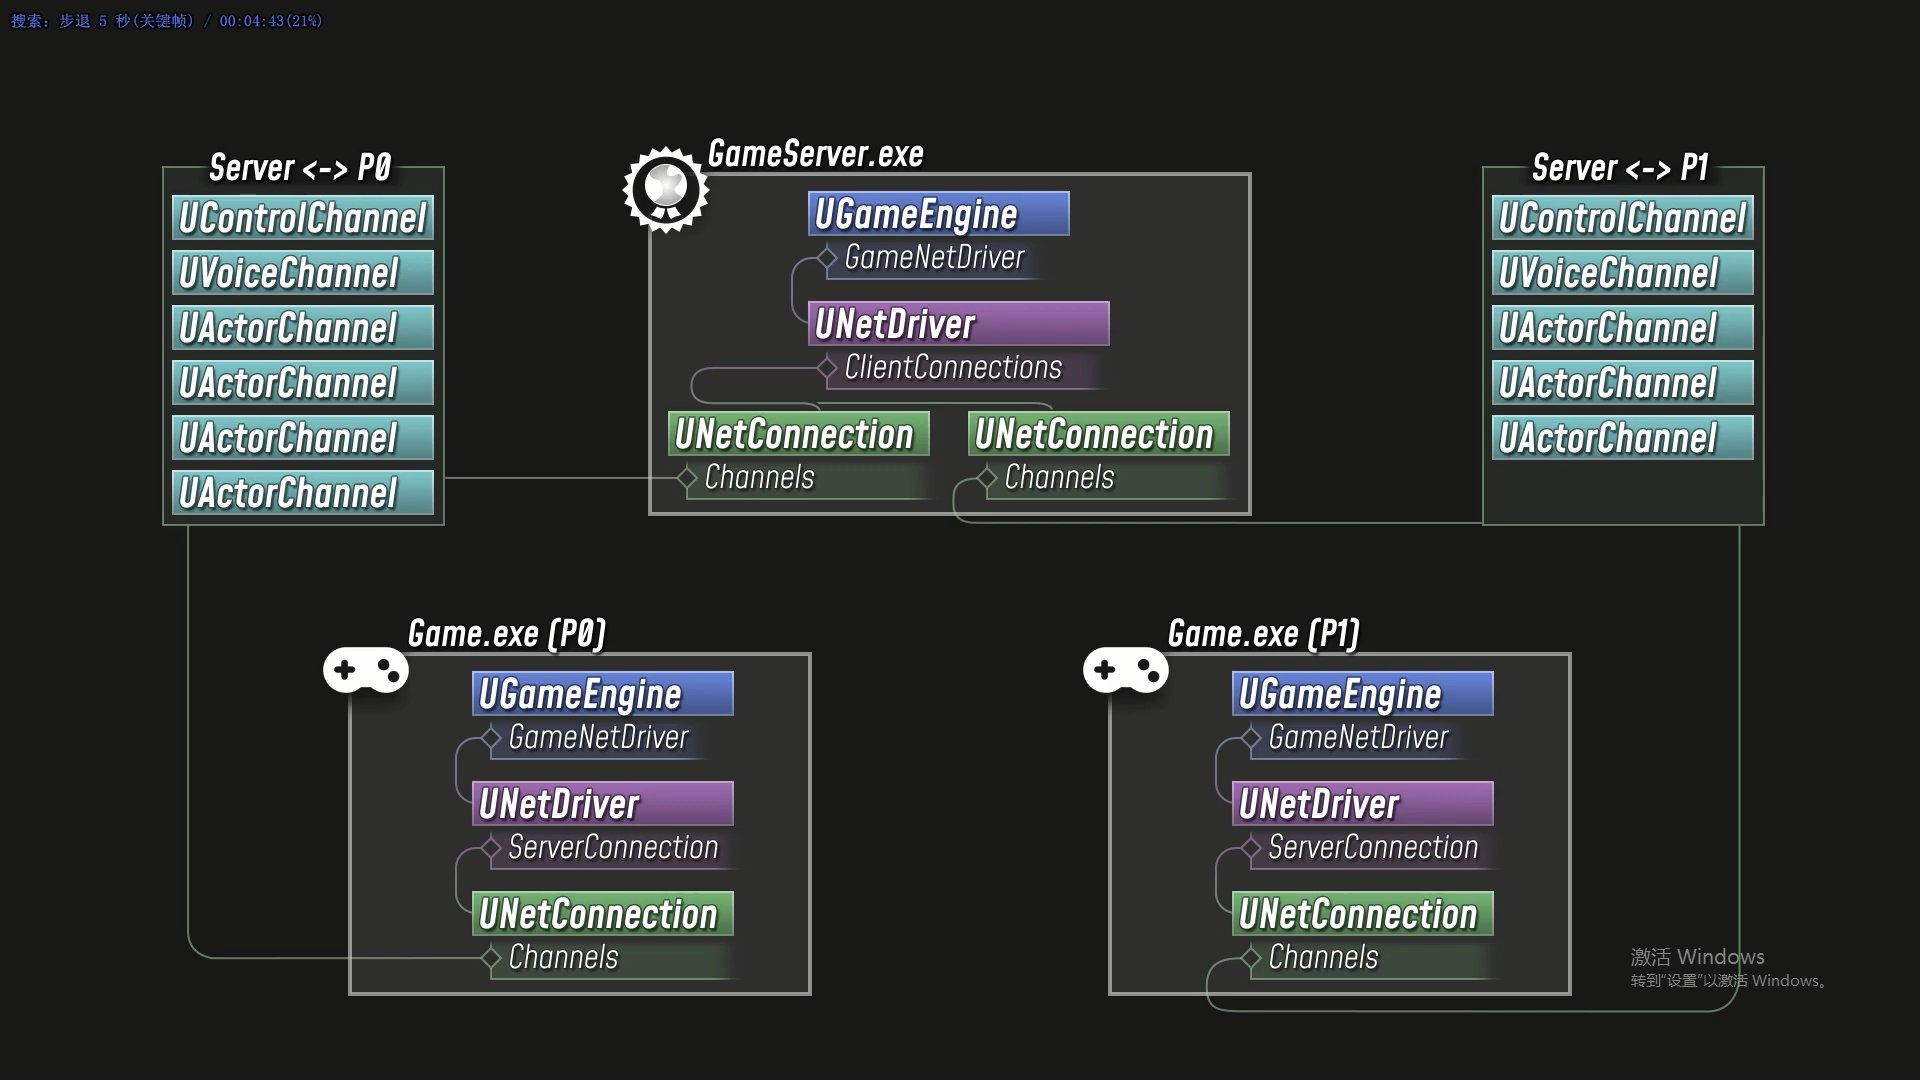 搜索: 步退 5 秒(关键帧) / 00:04:43(21%)
Server <-> P0
UControlChannel
UVoiceChannel
UActorChannel
UActorChannel
UActorChannel
UActorChannel
GameServer.exe
UGameEngine
GameNetDriver
UNetDriver
ClientConnections
UNetConnection
Channels
UNetConnection
Channels
Server <-> P1
UControlChannel
UVoiceChannel
UActorChannel
UActorChannel
UActorChannel
Game.exe (P0)
UGameEngine
GameNetDriver
UNetDriver
ServerConnection
UNetConnection
Channels
Game.exe (P1)
UGameEngine
GameNetDriver
UNetDriver
ServerConnection
UNetConnection
Channels
激活 Windows
转到“设置”以激活 Windows。